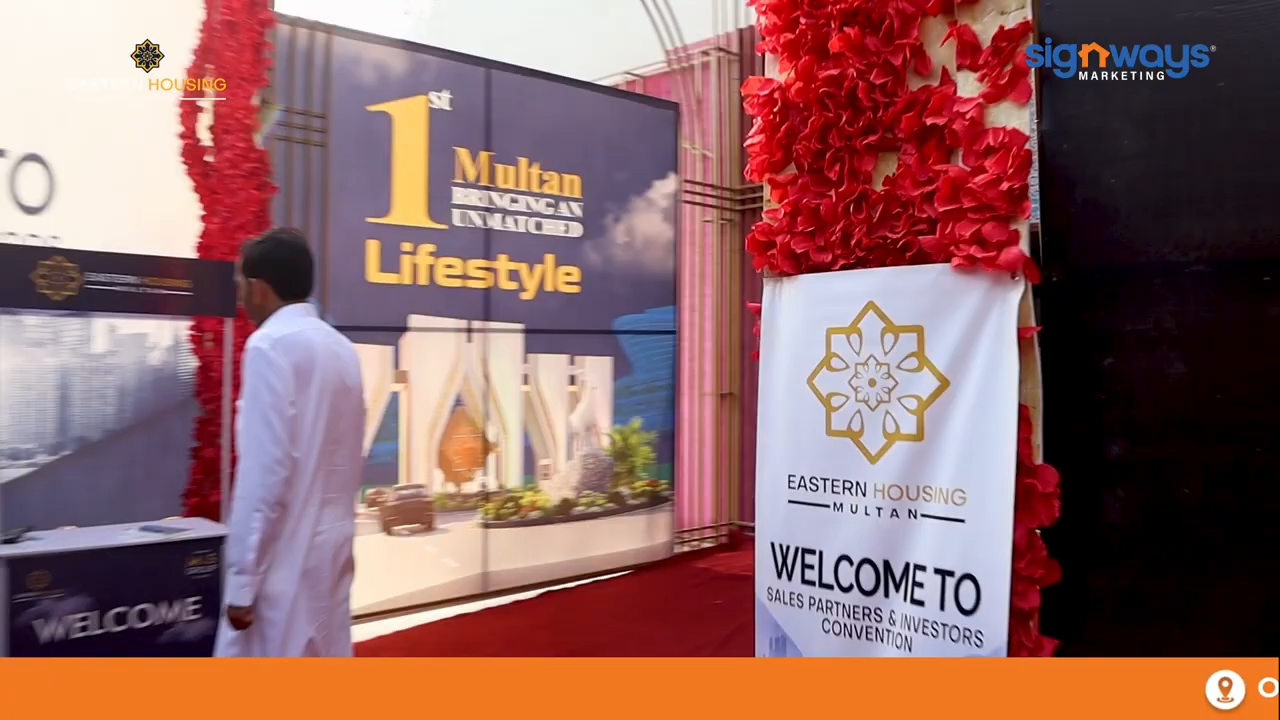 EASTERN HOUSING
signways®
MARKETING
TO
1st
Multan
BRINGING AN
UNMATCHED
Lifestyle
EASTERN HOUSING
WELCOME
EASTERN HOUSING
MULTAN
WELCOME TO
SALES PARTNERS & INVESTORS
CONVENTION
O